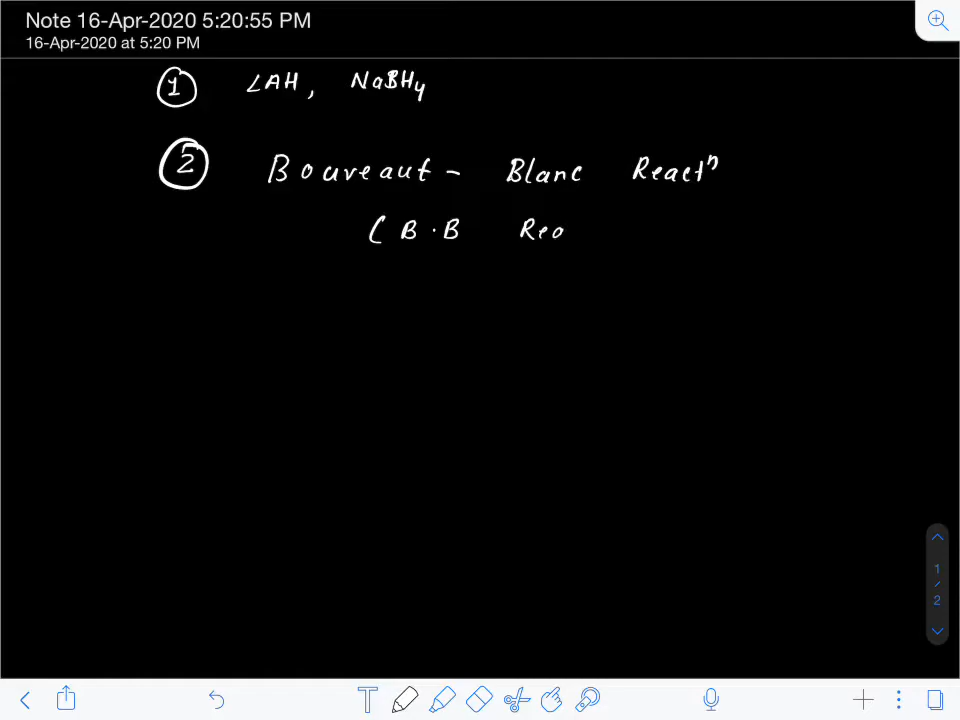 Note 16-Apr-2020 5:20:55 PM
16-Apr-2020 at 5:20 PM
① LAH, NaBH4
② Bouveaut - Blanc Reactⁿ
(B.B Rea
1
/
2
T